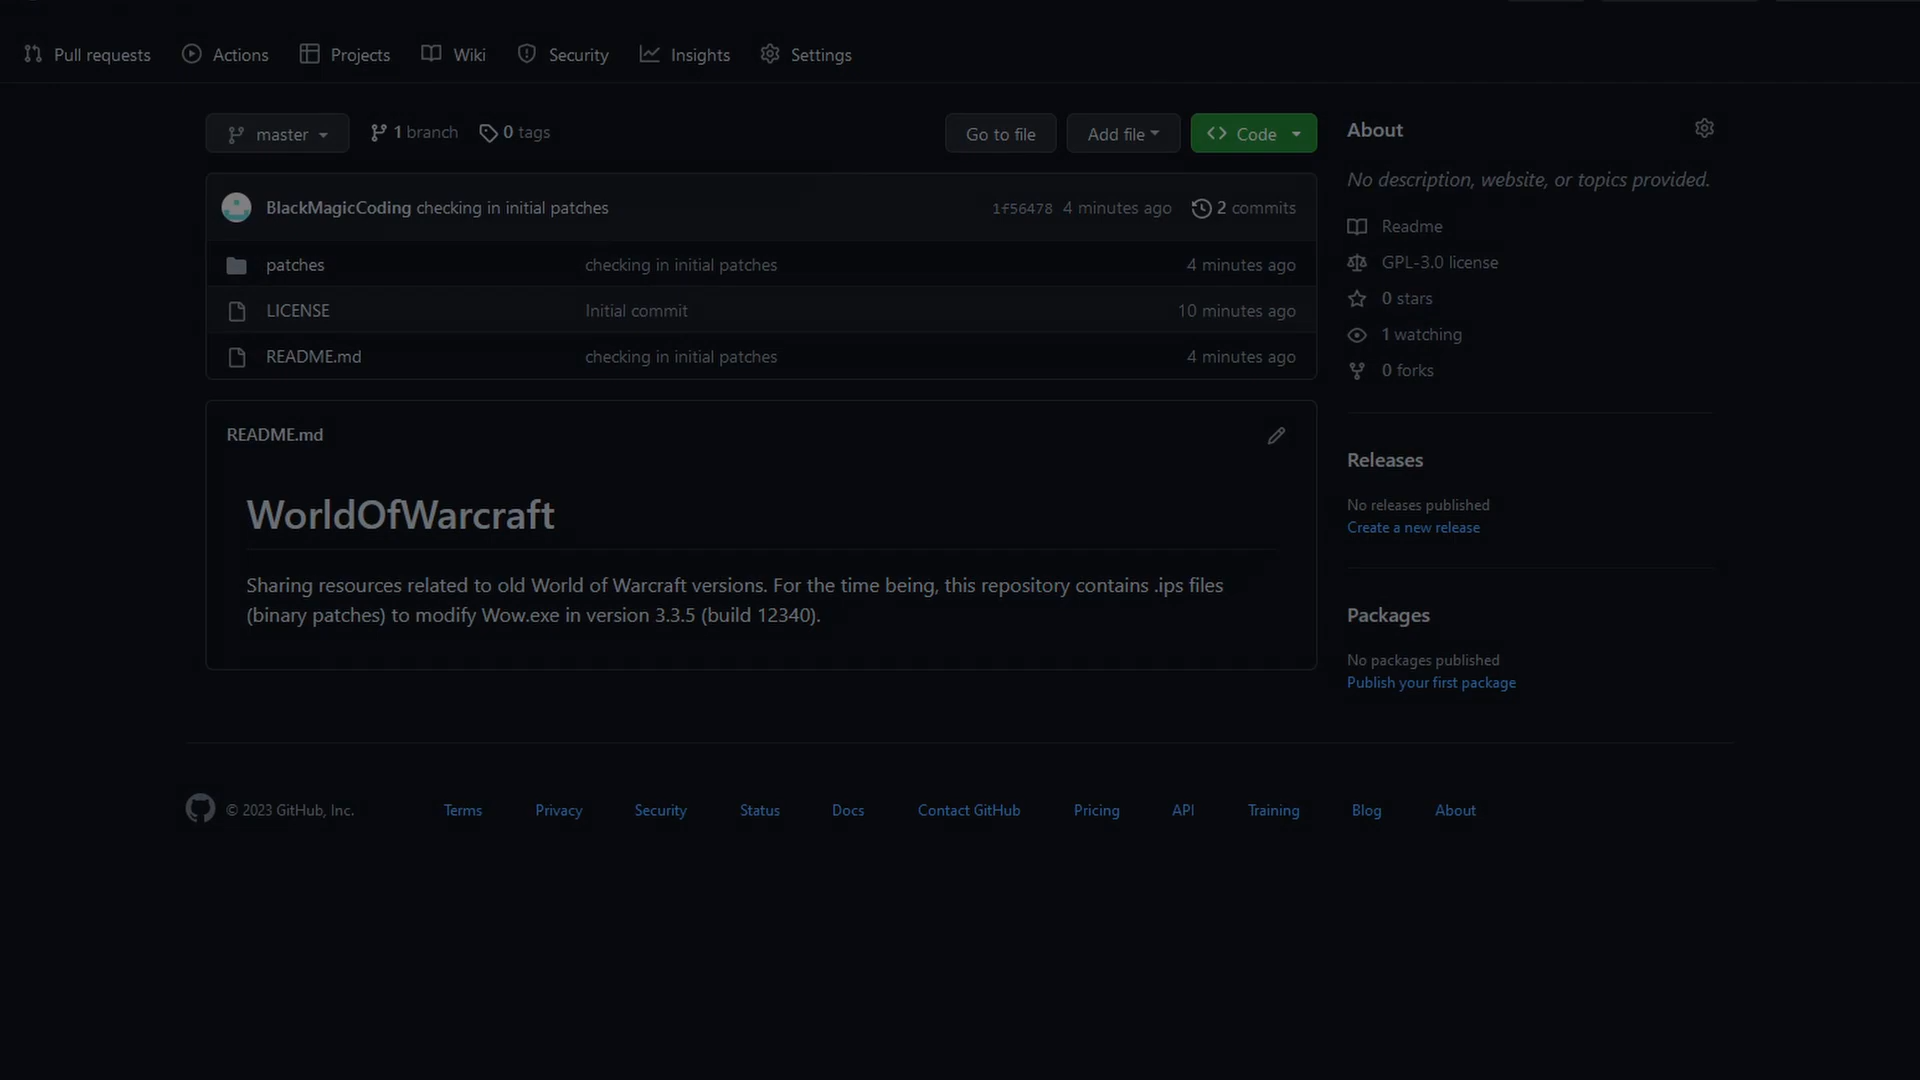 Pull requests Actions Projects Wiki Security Insights Settings
master 1 branch 0 tags Go to file Add file Code
BlackMagicCoding checking in initial patches 1f56478 4 minutes ago 2 commits
patches checking in initial patches 4 minutes ago
LICENSE Initial commit 10 minutes ago
README.md checking in initial patches 4 minutes ago
README.md
WorldOfWarcraft
Sharing resources related to old World of Warcraft versions. For the time being, this repository contains .ips files
(binary patches) to modify Wow.exe in version 3.3.5 (build 12340).
About
No description, website, or topics provided.
Readme
GPL-3.0 license
0 stars
1 watching
0 forks
Releases
No releases published
Create a new release
Packages
No packages published
Publish your first package
© 2023 GitHub, Inc. Terms Privacy Security Status Docs Contact GitHub Pricing API Training Blog About